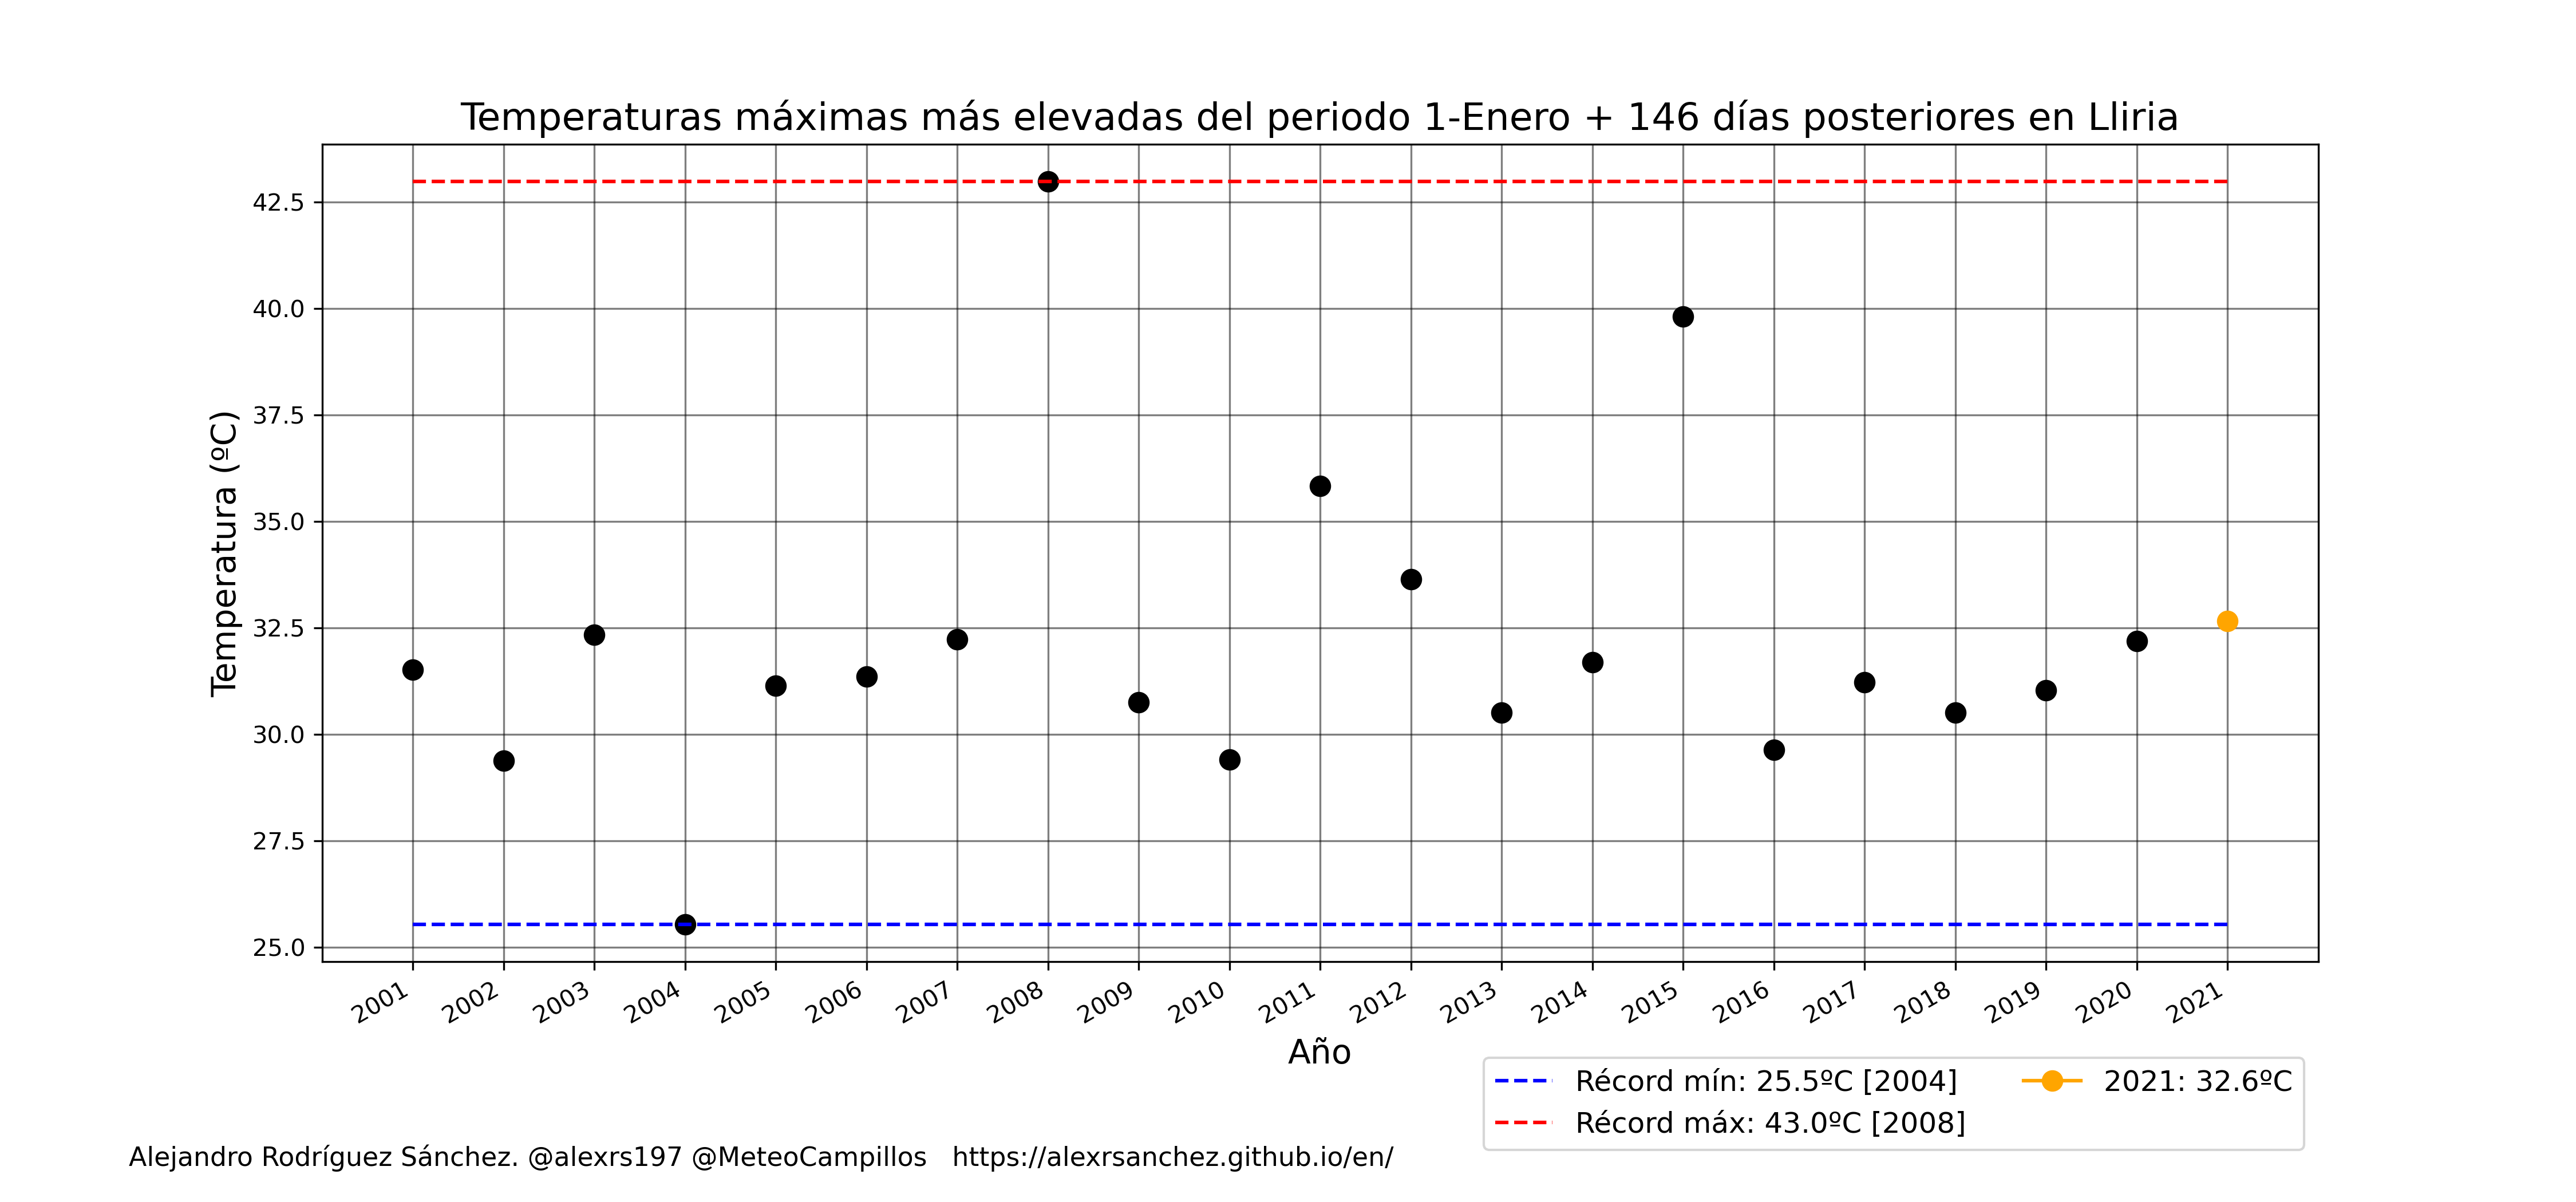 Temperaturas máximas más elevadas del periodo 1-Enero + 146 días posteriores en Lliria
Temperatura (ºC)
42.5
40.0
37.5
35.0
32.5
30.0
27.5
25.0
2001 2002 2003 2004 2005 2006 2007 2008 2009 2010 2011 2012 2013 2014 2015 2016 2017 2018 2019 2020 2021
Año
Récord mín: 25.5ºC [2004]
Récord máx: 43.0ºC [2008]
2021: 32.6ºC
Alejandro Rodríguez Sánchez. @alexrs197 @MeteoCampillos https://alexrsanchez.github.io/en/